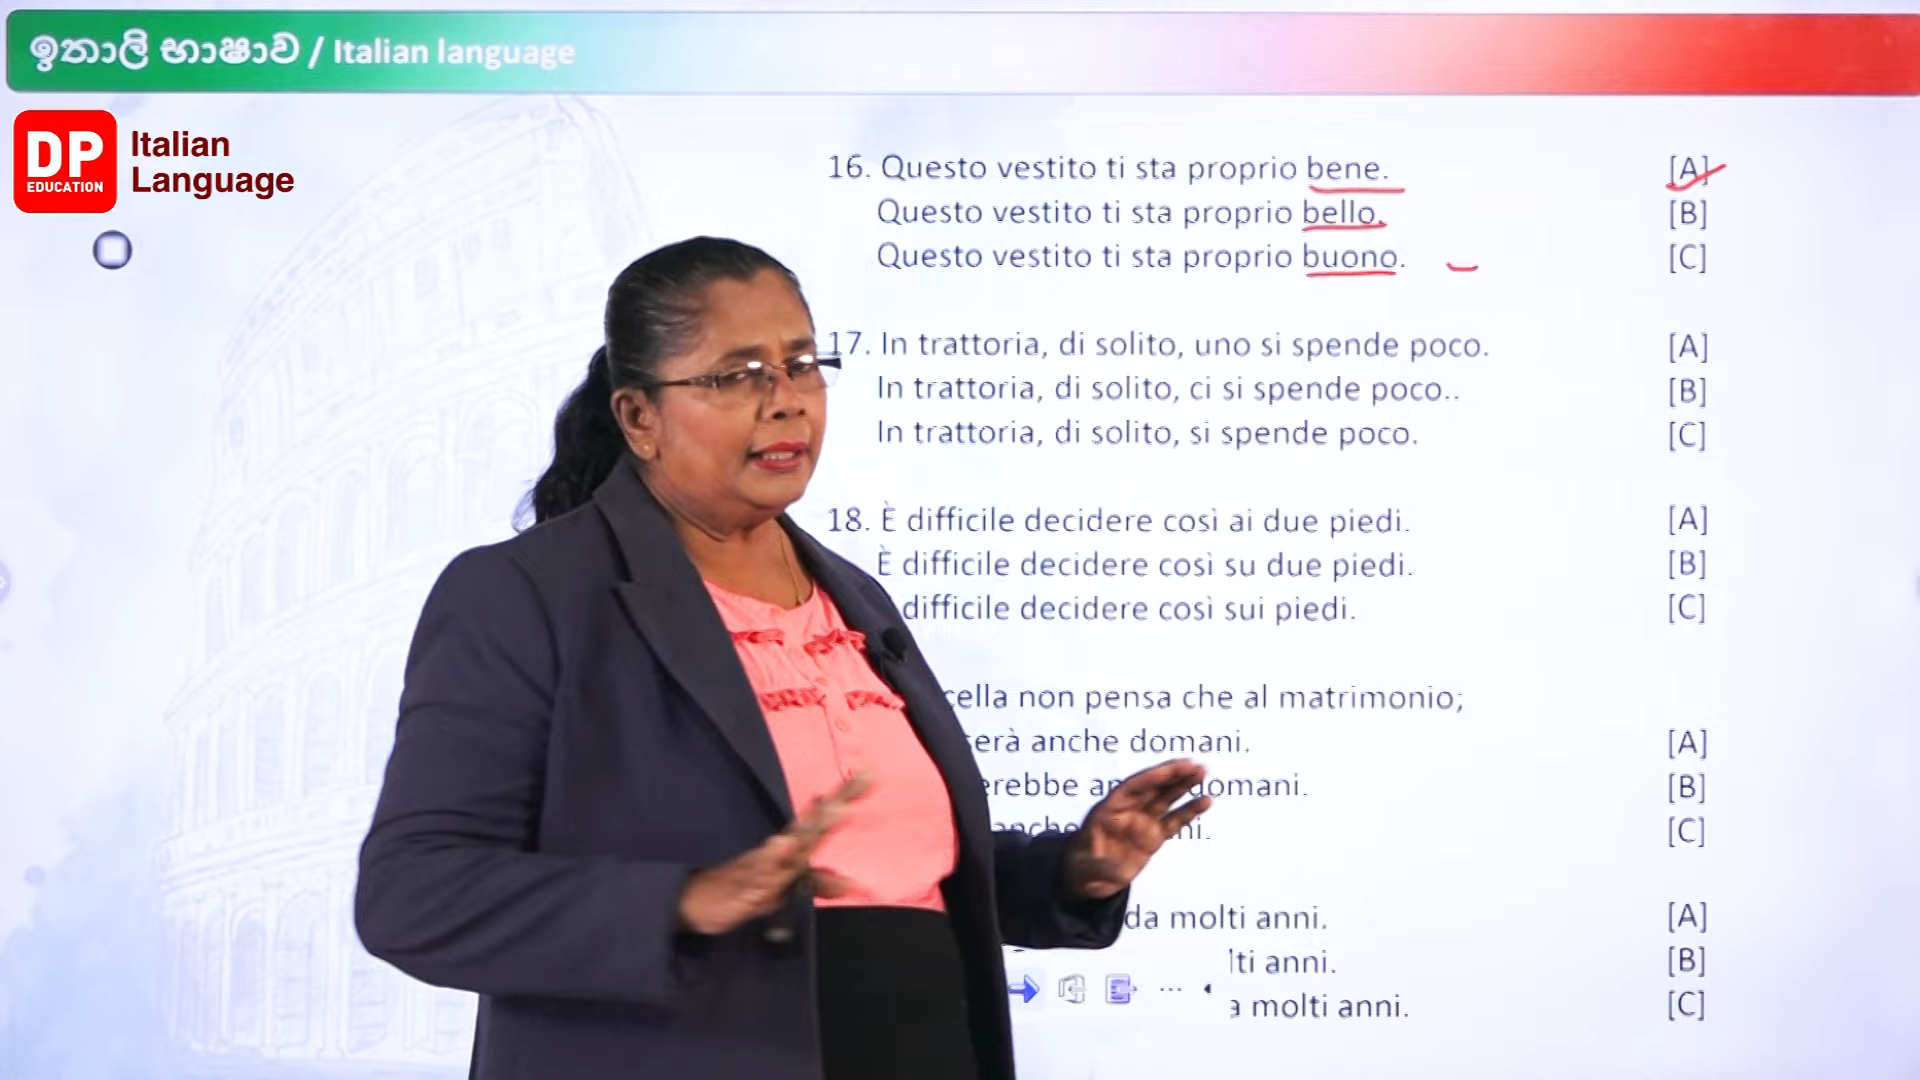 ඉතාලි භාෂාව / Italian language
DP
EDUCATION
Italian
Language
16. Questo vestito ti sta proprio bene. [A]
Questo vestito ti sta proprio bello. [B]
Questo vestito ti sta proprio buono. [C]
17. In trattoria, di solito, uno si spende poco. [A]
In trattoria, di solito, ci si spende poco.. [B]
In trattoria, di solito, si spende poco. [C]
18. È difficile decidere così ai due piedi. [A]
È difficile decidere così su due piedi. [B]
difficile decidere così sui piedi. [C]
non pensa che al matrimonio;
anche domani. [A]
domani. [B]
anche [C]
da molti anni. [A]
anni. [B]
molti anni. [C]